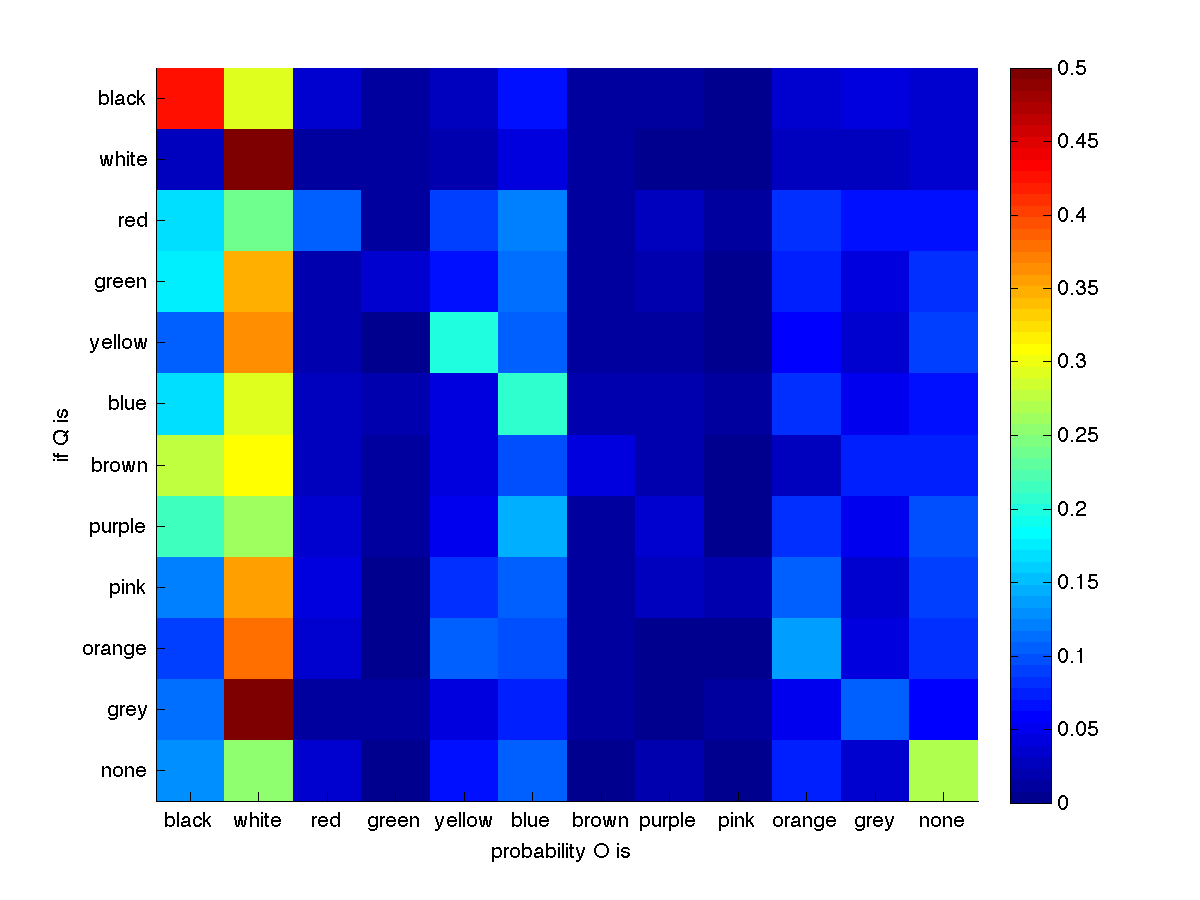 if Q is
black
white
red
green
yellow
blue
brown
purple
pink
orange
grey
none
black white red green yellow blue brown purple pink orange grey none
probability O is
0.5
0.45
0.4
0.35
0.3
0.25
0.2
0.15
0.1
0.05
0